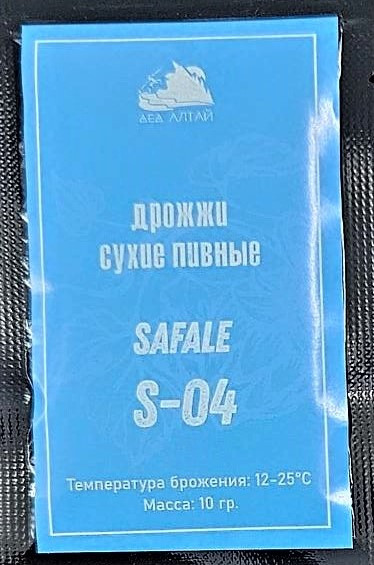 ДЕД АЛТАЙ
дрожжи
сухие пивные
SAFALE
S-04
Температура брожения: 12-25°C
Масса: 10 гр.